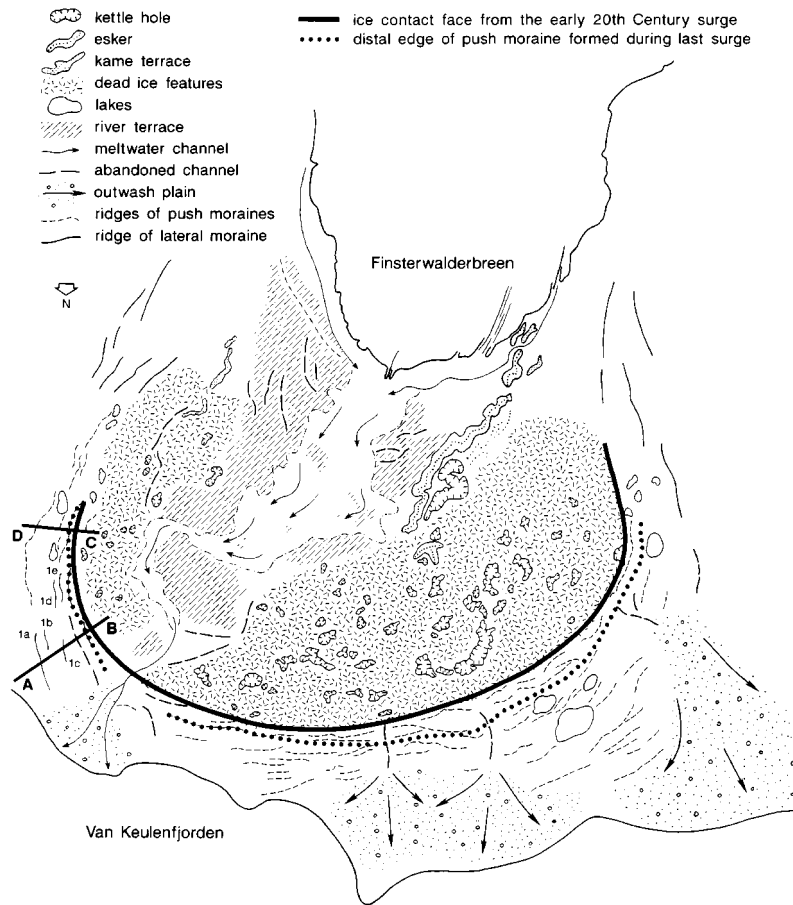 kettle hole
esker
kame terrace
dead ice features
lakes
river terrace
meltwater channel
abandoned channel
outwash plain
ridges of push moraines
ridge of lateral moraine
ice contact face from the early 20th Century surge
distal edge of push moraine formed during last surge
N
Finsterwalderbreen
D
C
1e
1d
1b
B
1a
1c
A
Van Keulenfjorden